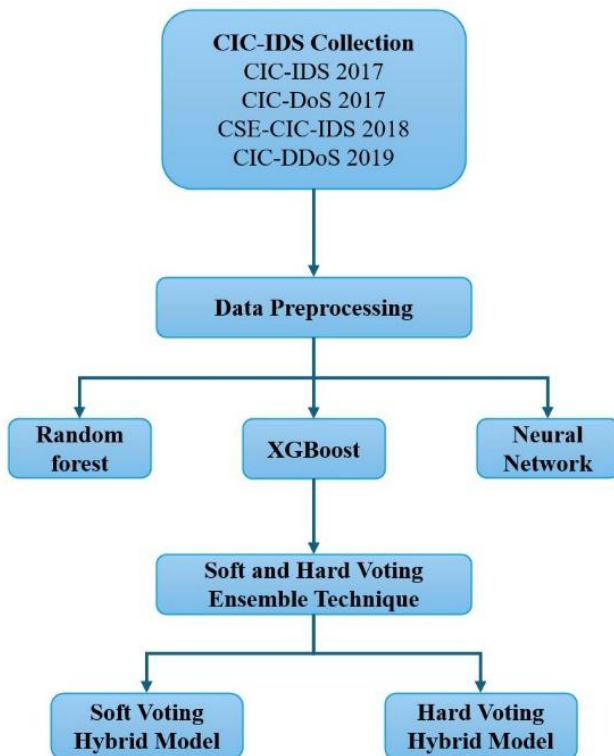 CIC-IDS Collection
CIC-IDS 2017
CIC-DoS 2017
CSE-CIC-IDS 2018
CIC-DDoS 2019
Data Preprocessing
Random
forest
XGBoost
Neural
Network
Soft and Hard Voting
Ensemble Technique
Soft Voting
Hybrid Model
Hard Voting
Hybrid Model